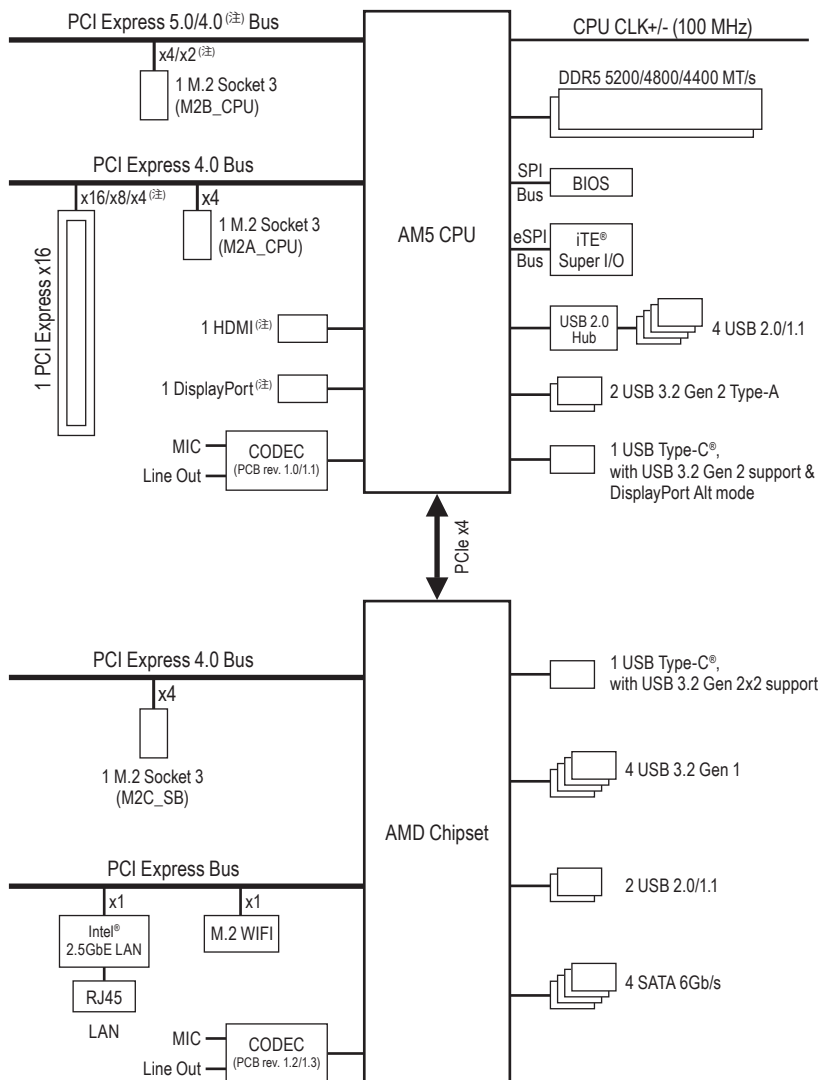 PCI Express 5.0/4.0 (注) Bus
x4/x2 (注)
1 M.2 Socket 3
(M2B_CPU)
PCI Express 4.0 Bus
x16/x8/x4 (注)
x4
1 M.2 Socket 3
(M2A_CPU)
1 PCI Express x16
1 HDMI (注)
1 DisplayPort (注)
MIC
Line Out
CODEC
(PCB rev. 1.0/1.1)
AM5 CPU
CPU CLK+/- (100 MHz)
DDR5 5200/4800/4400 MT/s
SPI
Bus
BIOS
eSPI
Bus
iTE®
Super I/O
USB 2.0
Hub
4 USB 2.0/1.1
2 USB 3.2 Gen 2 Type-A
1 USB Type-C®,
with USB 3.2 Gen 2 support &
DisplayPort Alt mode
PCIe x4
PCI Express 4.0 Bus
x4
1 M.2 Socket 3
(M2C_SB)
PCI Express Bus
x1
x1
Intel®
2.5GbE LAN
M.2 WIFI
RJ45
LAN
MIC
Line Out
CODEC
(PCB rev. 1.2/1.3)
AMD Chipset
1 USB Type-C®,
with USB 3.2 Gen 2x2 support
4 USB 3.2 Gen 1
2 USB 2.0/1.1
4 SATA 6Gb/s